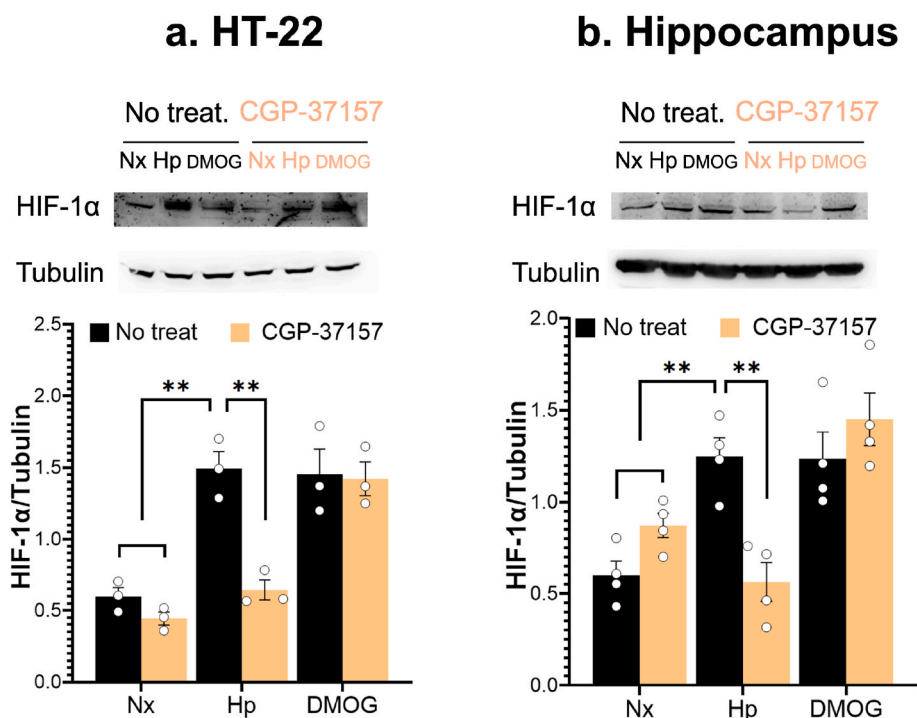 a. HT-22
No treat. CGP-37157
Nx Hp DMOG Nx Hp DMOG
HIF-1α
Tubulin
2.5
2.0
1.5
1.0
0.5
0.0
HIF-1α/Tubulin
No treat CGP-37157
** **
Nx Hp DMOG
b. Hippocampus
No treat. CGP-37157
Nx Hp DMOG Nx Hp DMOG
HIF-1α
Tubulin
2.0
1.5
1.0
0.5
0.0
HIF-1α/Tubulin
No treat CGP-37157
** **
Nx Hp DMOG